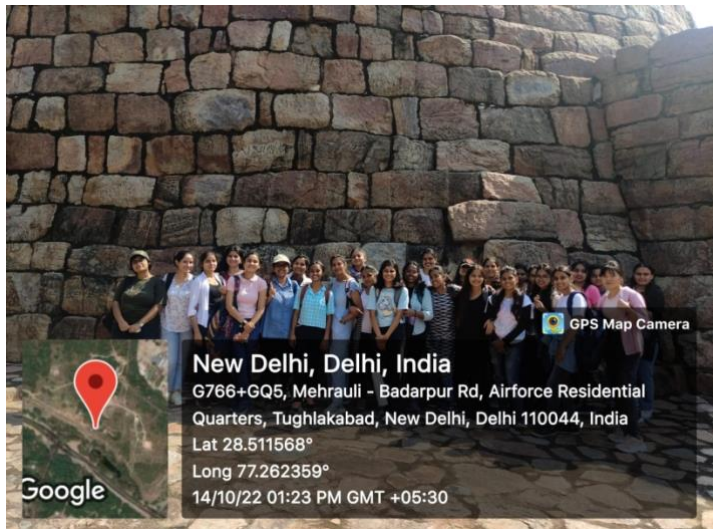 GPS Map Camera
New Delhi, Delhi, India
G766+GQ5, Mehrauli - Badarpur Rd, Airforce Residential
Quarters, Tughlakabad, New Delhi, Delhi 110044, India
Lat 28.511568°
Long 77.262359°
14/10/22 01:23 PM GMT +05:30
Google